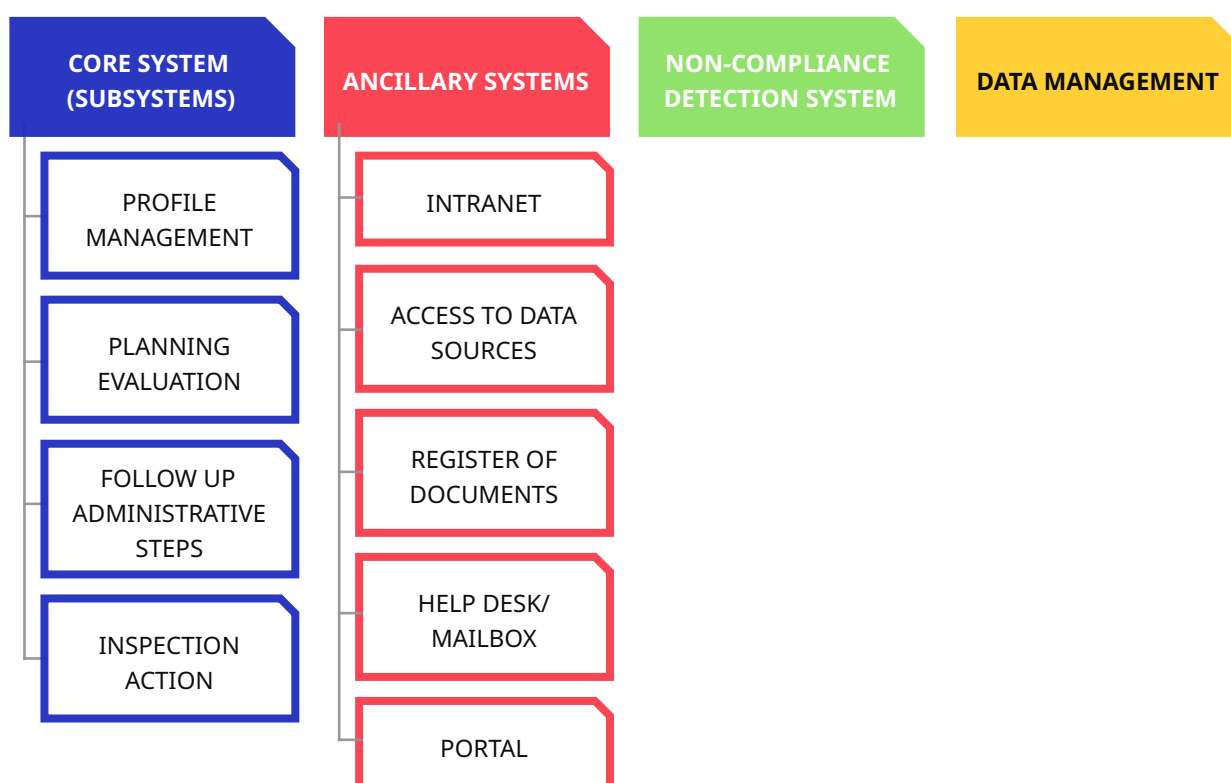 CORE SYSTEM
(SUBSYSTEMS)
PROFILE
MANAGEMENT
PLANNING
EVALUATION
FOLLOW UP
ADMINISTRATIVE
STEPS
INSPECTION
ACTION
ANCILLARY SYSTEMS
INTRANET
ACCESS TO DATA
SOURCES
REGISTER OF
DOCUMENTS
HELP DESK/
MAILBOX
PORTAL
NON-COMPLIANCE
DETECTION SYSTEM
DATA MANAGEMENT